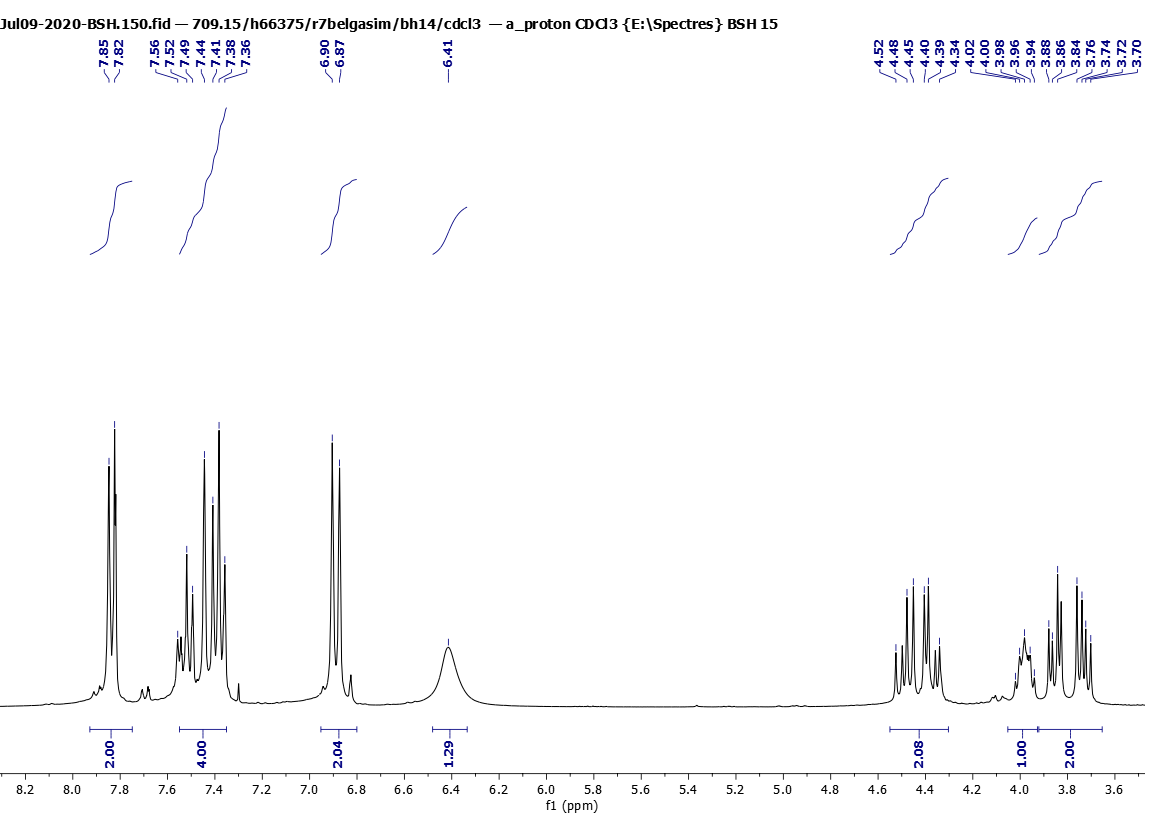 Jul09-2020-BSH.150.fid — 709.15/h66375/r7belgasim/bh14/cdcl3 — a_proton CDCl3 {E:\Spectres} BSH 15
7.85 7.82 7.56 7.52 7.49 7.44 7.41 7.38 7.36 6.90 6.87 6.41 4.52 4.48 4.45 4.40 4.39 4.34 4.02 4.00 3.98 3.96 3.94 3.88 3.86 3.84 3.76 3.74 3.72 3.70
2.00 4.00 2.04 1.29 2.08 1.00 2.00
8.2 8.0 7.8 7.6 7.4 7.2 7.0 6.8 6.6 6.4 6.2 6.0 5.8 5.6 5.4 5.2 5.0 4.8 4.6 4.4 4.2 4.0 3.8 3.6
f1 (ppm)